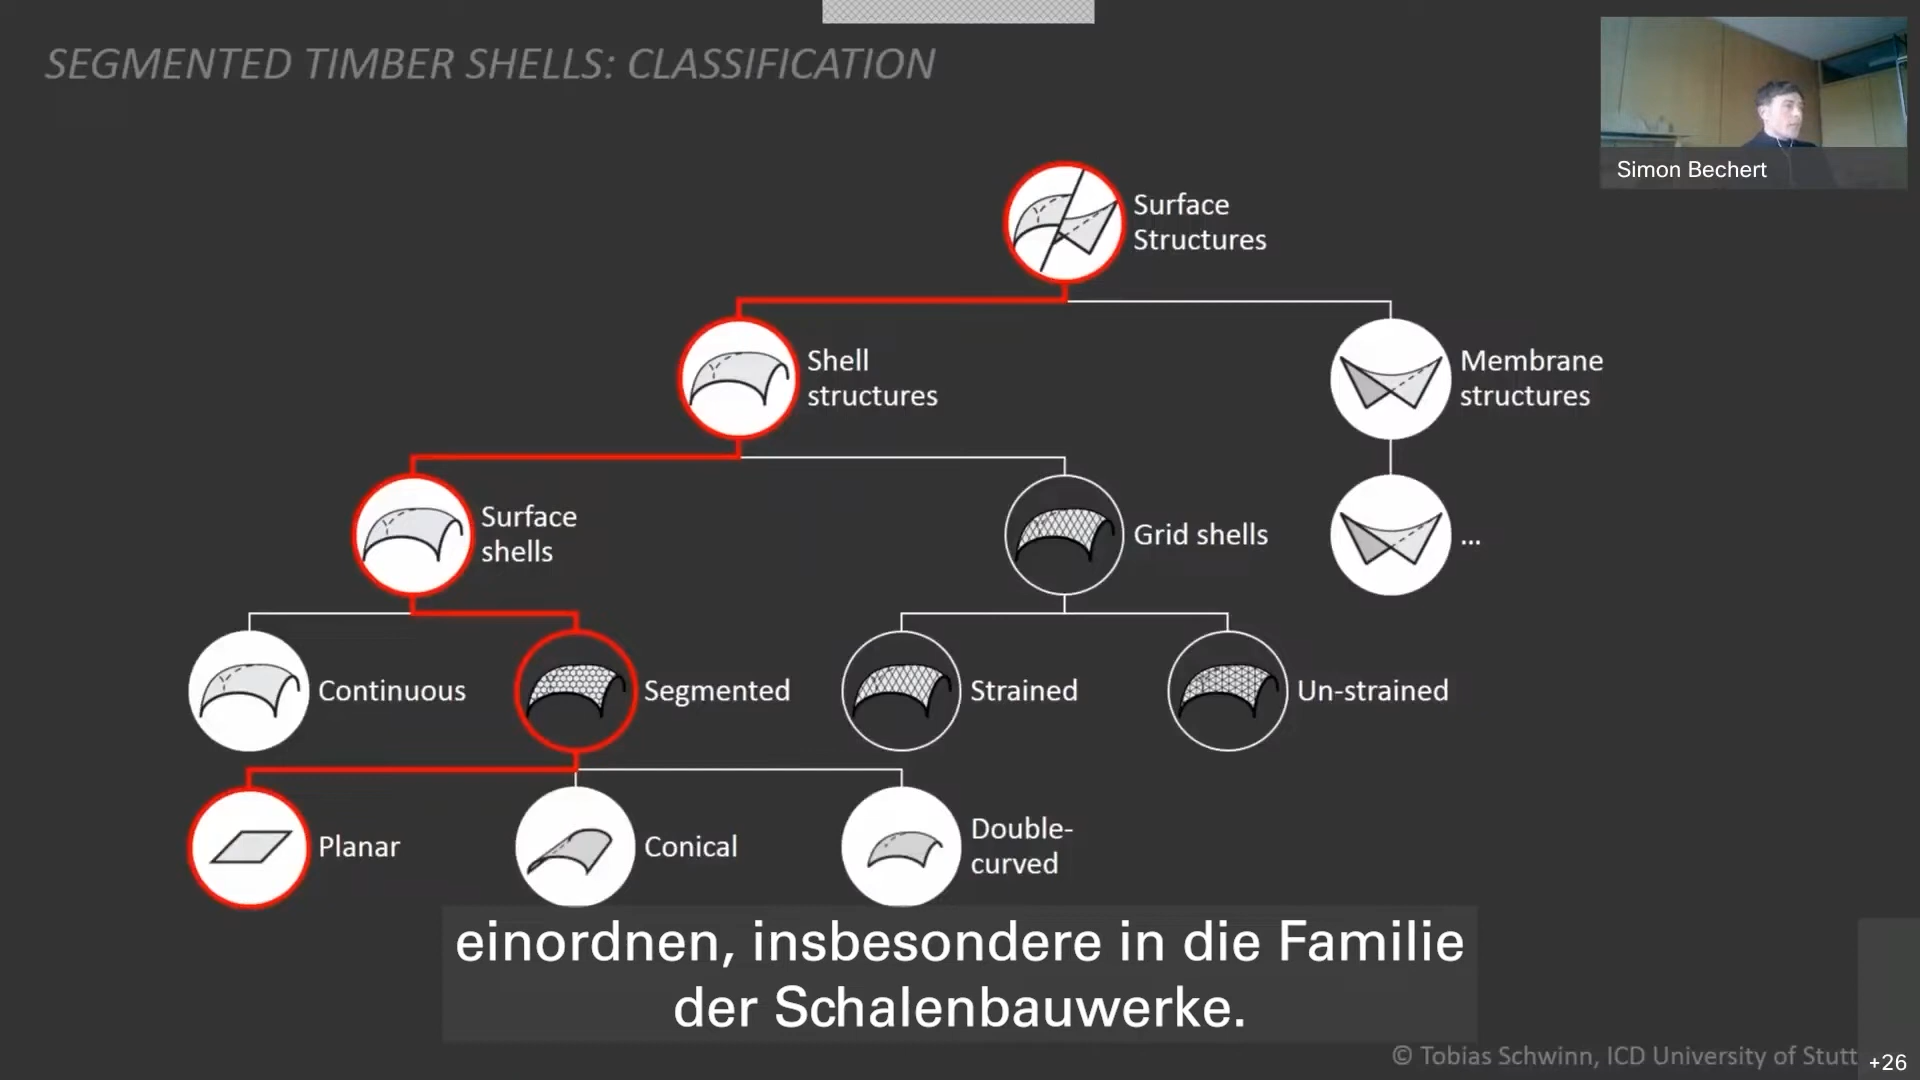 SEGMENTED TIMBER SHELLS: CLASSIFICATION
Simon Bechert
Surface
Structures
Shell
structures
Membrane
structures
Surface
shells
Grid shells
...
Continuous
Segmented
Strained
Un-strained
Planar
Conical
Double-
curved
einordnen, insbesondere in die Familie
der Schalenbauwerke.
© Tobias Schwinn, ICD University of Stutt
+26